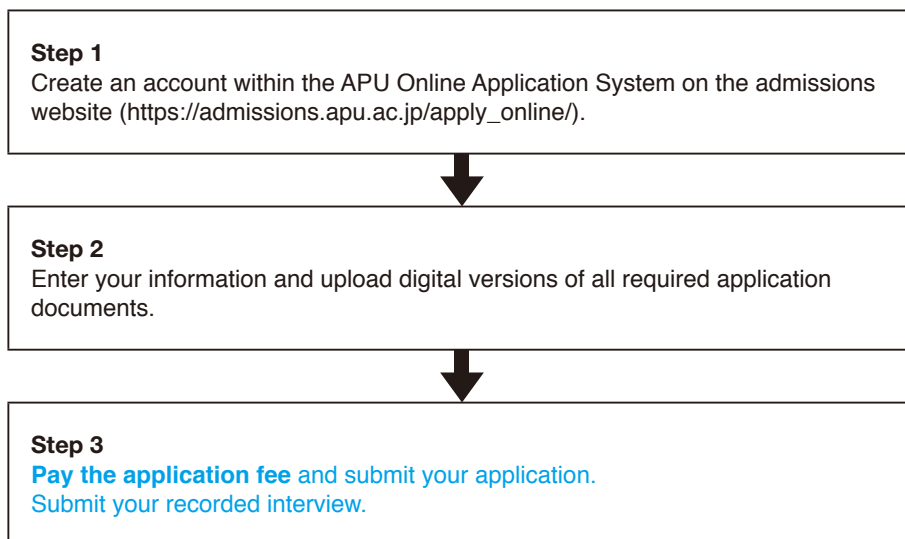 Step 1
Create an account within the APU Online Application System on the admissions
website (https://admissions.apu.ac.jp/apply_online/).
Step 2
Enter your information and upload digital versions of all required application
documents.
Step 3
Pay the application fee and submit your application.
Submit your recorded interview.